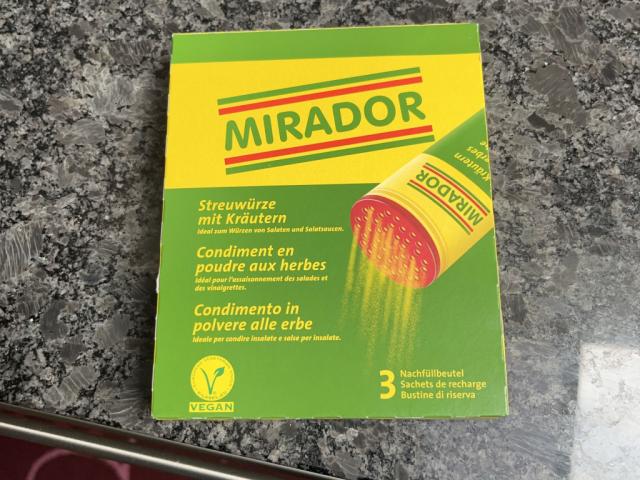 MIRADOR
Streuwürze
mit Kräutern
Ideal zum Würzen von Salaten und Salatsaucen.
Condiment en
poudre aux herbes
Idéal pour l'assaisonnement des salades et
des vinaigrettes.
Condimento in
polvere alle erbe
Ideale per condire insalate e salse per insalate.
MIRADOR
Kräutern
VEGAN
3
Nachfüllbeutel
Sachets de recharge
Bustine di riserva